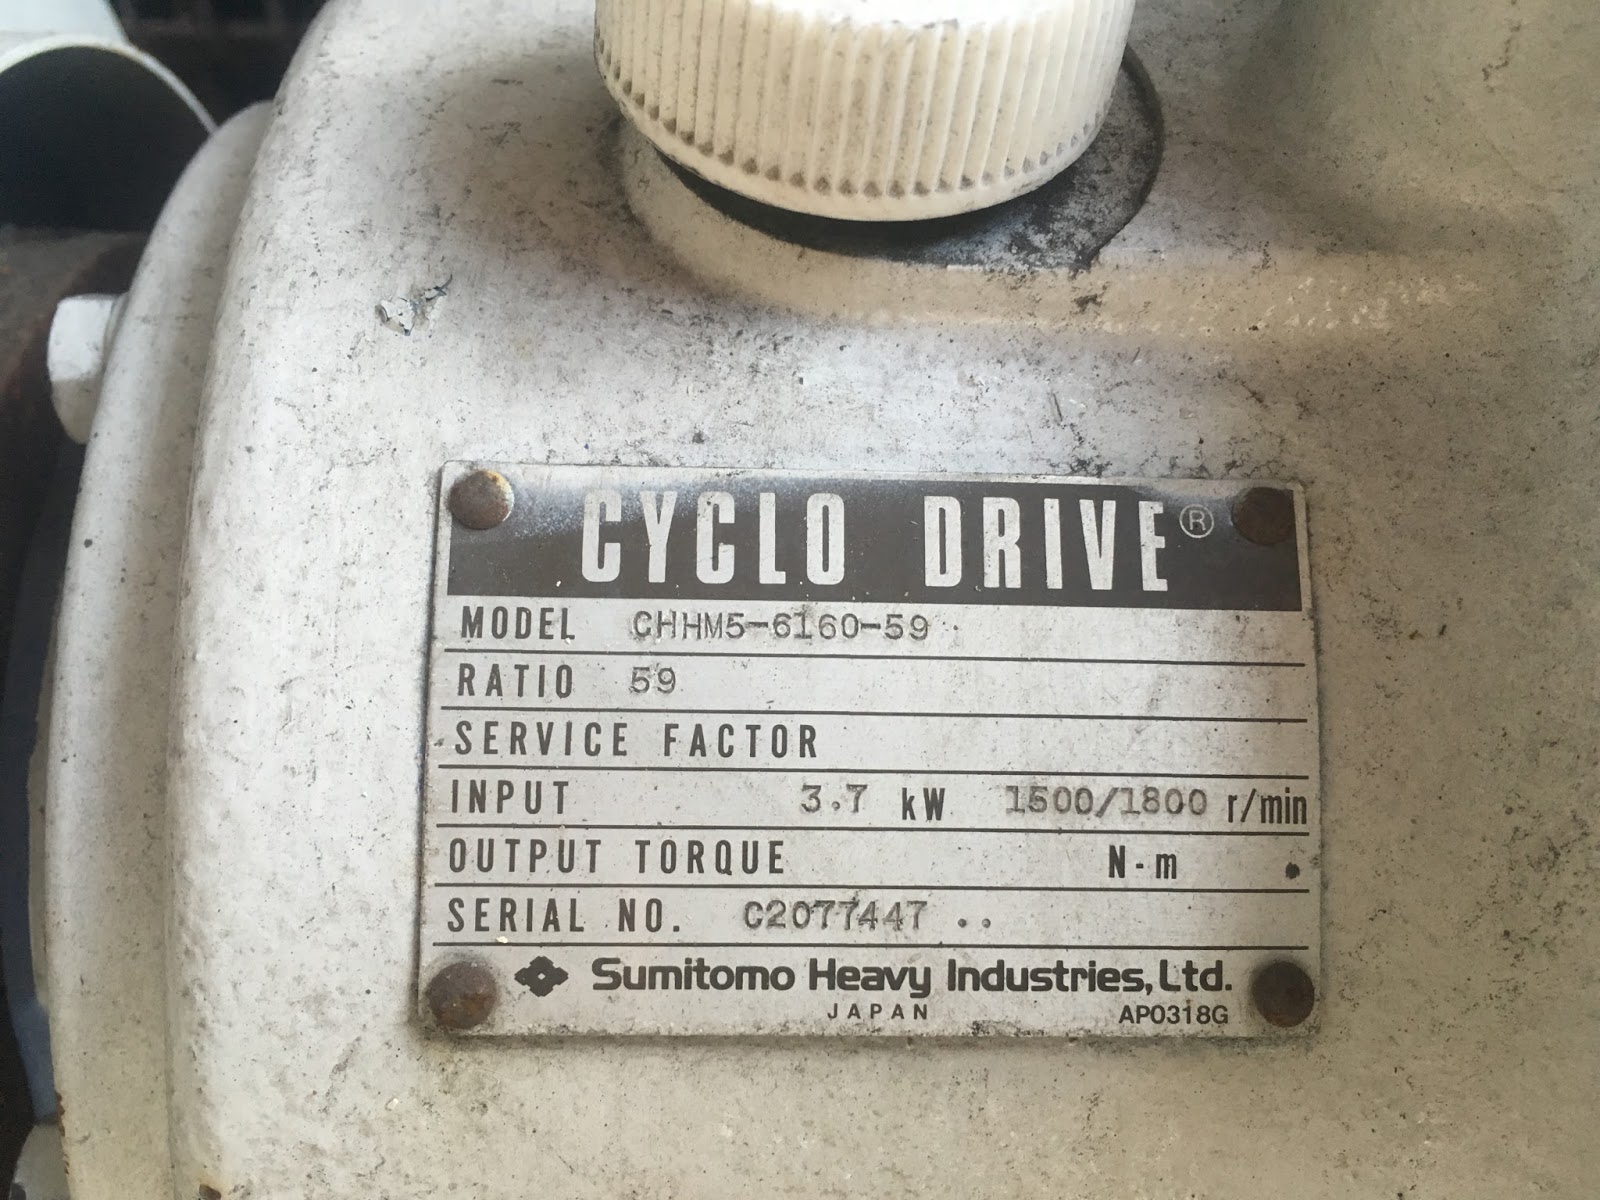 CYCLO DRIVE®
MODEL CHHM5-6160-59
RATIO 59
SERVICE FACTOR
INPUT 3.7 kW 1500/1800 r/min
OUTPUT TORQUE N-m
SERIAL NO. C2077447 ..
Sumitomo Heavy Industries, Ltd.
JAPAN AP0318G